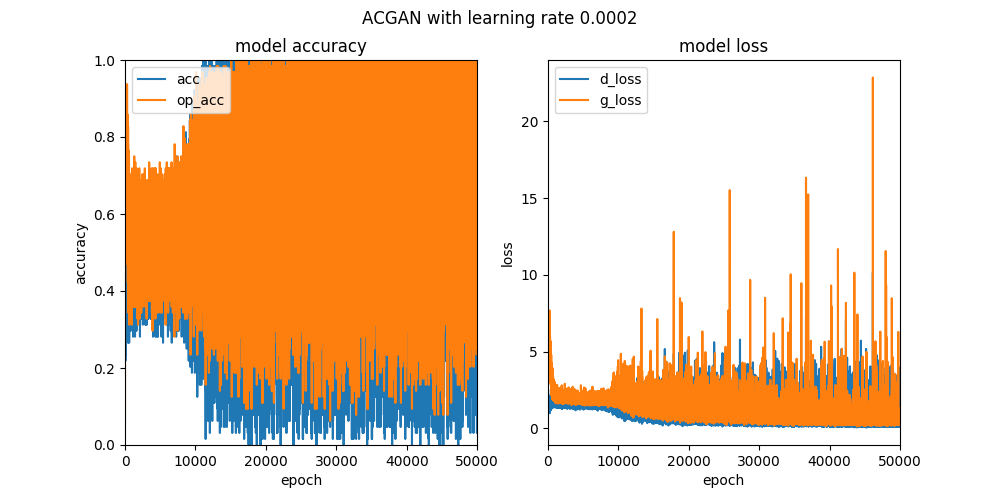 ACGAN with learning rate 0.0002
model accuracy
acc
op_acc
accuracy
1.0
0.8
0.6
0.4
0.2
0.0
0 10000 20000 30000 40000 50000
epoch
model loss
d_loss
g_loss
loss
20
15
10
5
0
0 10000 20000 30000 40000 50000
epoch